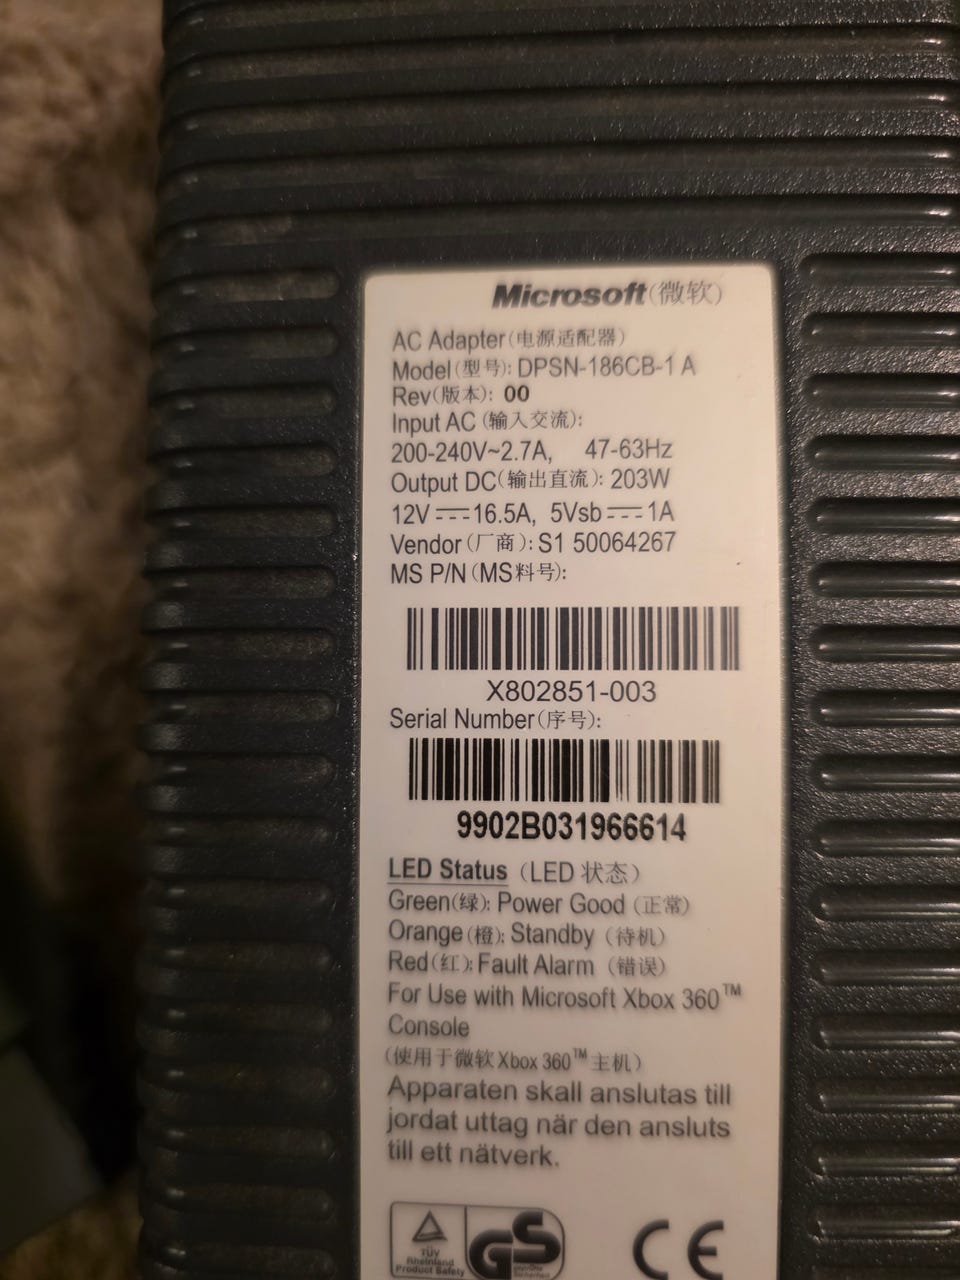 Microsoft(微软)
AC Adapter(电源适配器)
Model(型号): DPSN-186CB-1 A
Rev(版本): 00
Input AC (输入交流):
200-240V~2.7A, 47-63Hz
Output DC(输出直流): 203W
12V⎓16.5A, 5Vsb⎓1A
Vendor(厂商): S1 50064267
MS P/N(MS料号):
X802851-003
Serial Number(序号):
9902B031966614
LED Status (LED 状态)
Green(绿): Power Good (正常)
Orange(橙): Standby (待机)
Red(红): Fault Alarm (错误)
For Use with Microsoft Xbox 360™
Console
(使用于微软 Xbox 360™ 主机)
Apparaten skall anslutas till
jordat uttag när den ansluts
till ett nätverk.
TÜV
Rheinland
Product Safety
GS
geprüfte
Sicherheit
CE